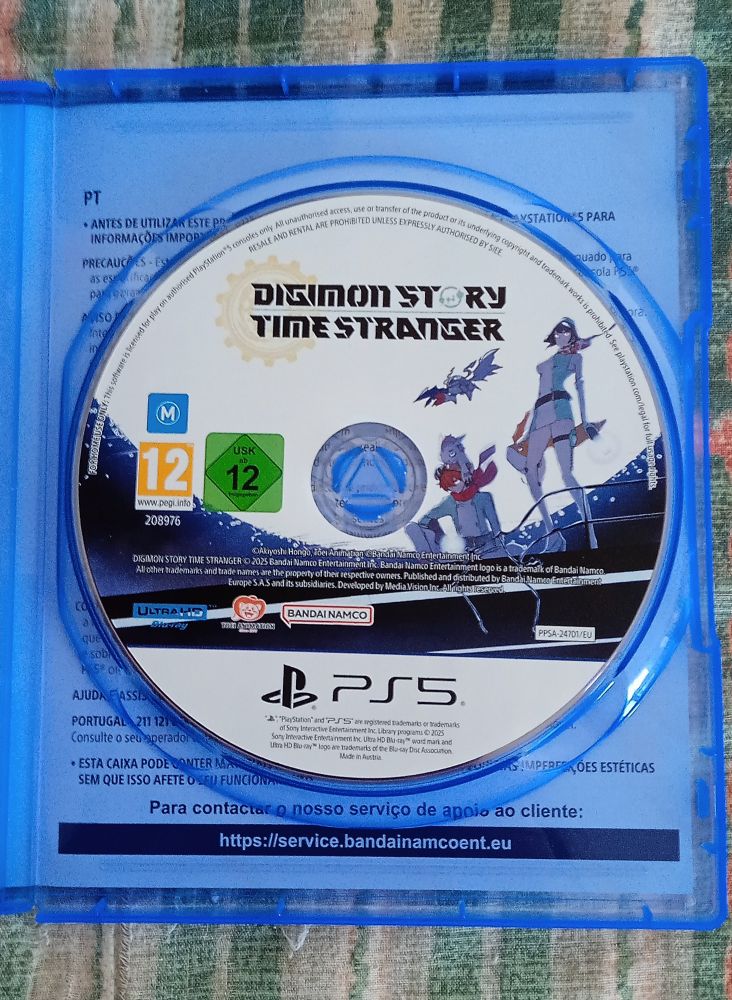 PT
• ANTES DE UTILIZAR ESTE
PLAYSTATION®5 PARA
INFORMAÇÕES
PRECAUÇÕES - Este
as especificações
FOR HOME USE ONLY: This software is licensed for play on authorised PlayStation®5 consoles only. All unauthorised access, use or transfer of the product or its underlying copyright and trademark works is prohibited. See playstation.com/legal for full usage rights.
RESALE AND RENTAL ARE PROHIBITED UNLESS EXPRESSLY AUTHORISED BY SIE.
DIGIMON STORY
TIME STRANGER
M
12
www.pegi.info
208976
USK
ab
12
freigegeben
©Akiyoshi Hongo, Toei Animation ©Bandai Namco Entertainment Inc.
DIGIMON STORY TIME STRANGER © 2025 Bandai Namco Entertainment Inc. Bandai Namco Entertainment logo is a trademark of Bandai Namco Entertainment Inc.
All other trademarks and trade names are the property of their respective owners. Published and distributed by Bandai Namco Entertainment
Europe S.A.S and its subsidiaries. Developed by Media.Vision Inc. All rights reserved.
ULTRA HD
Blu-ray
TOEI ANIMATION
BANDAI NAMCO
PPSA-24701/EU
PS5
"PlayStation" and "PS5" are registered trademarks or trademarks
of Sony Interactive Entertainment Inc. Library programs © 2025
Sony Interactive Entertainment Inc. Ultra HD Blu-ray™ word mark and
Ultra HD Blu-ray™ logo are trademarks of the Blu-ray Disc Association.
Made in Austria.
PORTUGAL
Consulte o seu operador
• ESTA CAIXA PODE CONTER
IMPERFEIÇÕES ESTÉTICAS
SEM QUE ISSO AFETE O SEU
Para contactar o nosso serviço de apoio ao cliente:
https://service.bandainamcoent.eu